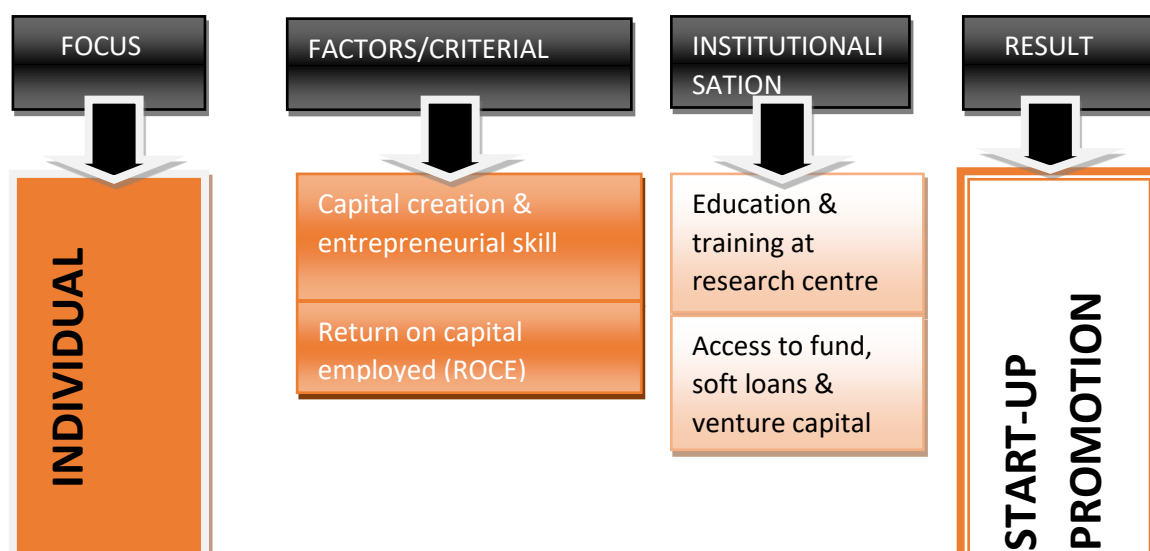 FOCUS
FACTORS/CRITERIAL
INSTITUTIONALI
SATION
RESULT
INDIVIDUAL
Capital creation &
entrepreneurial skill
Return on capital
employed (ROCE)
Education &
training at
research centre
Access to fund,
soft loans &
venture capital
START-UP
PROMOTION